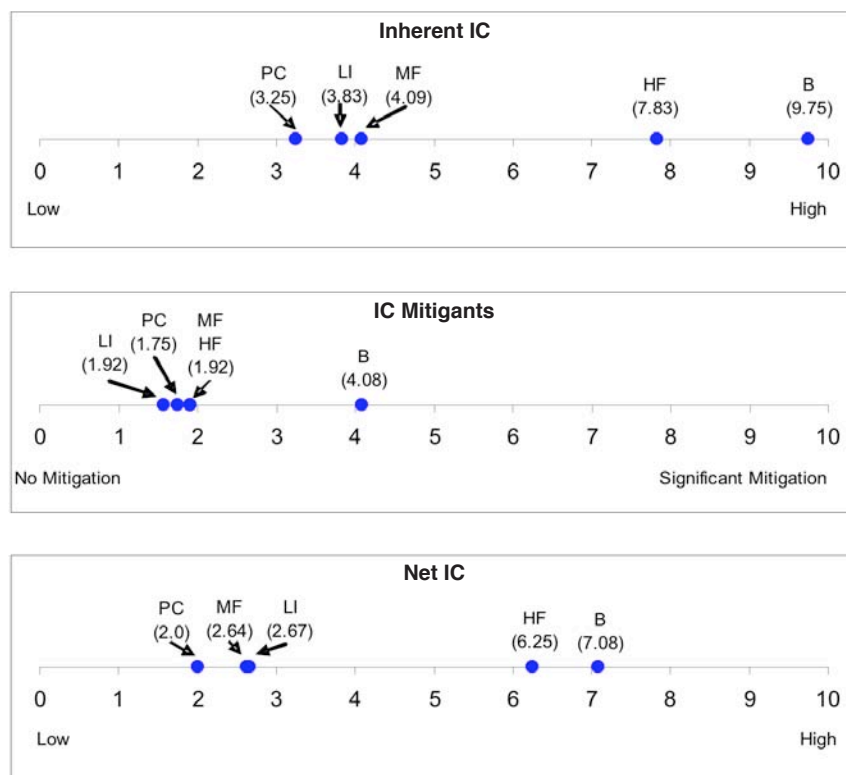 Inherent IC
PC LI MF HF B
(3.25) (3.83) (4.09) (7.83) (9.75)
0 1 2 3 4 5 6 7 8 9 10
Low High
IC Mitigants
LI PC MF
HF
(1.92) (1.75) (1.92) B
(4.08)
0 1 2 3 4 5 6 7 8 9 10
No Mitigation Significant Mitigation
Net IC
PC MF LI HF B
(2.0) (2.64) (2.67) (6.25) (7.08)
0 1 2 3 4 5 6 7 8 9 10
Low High